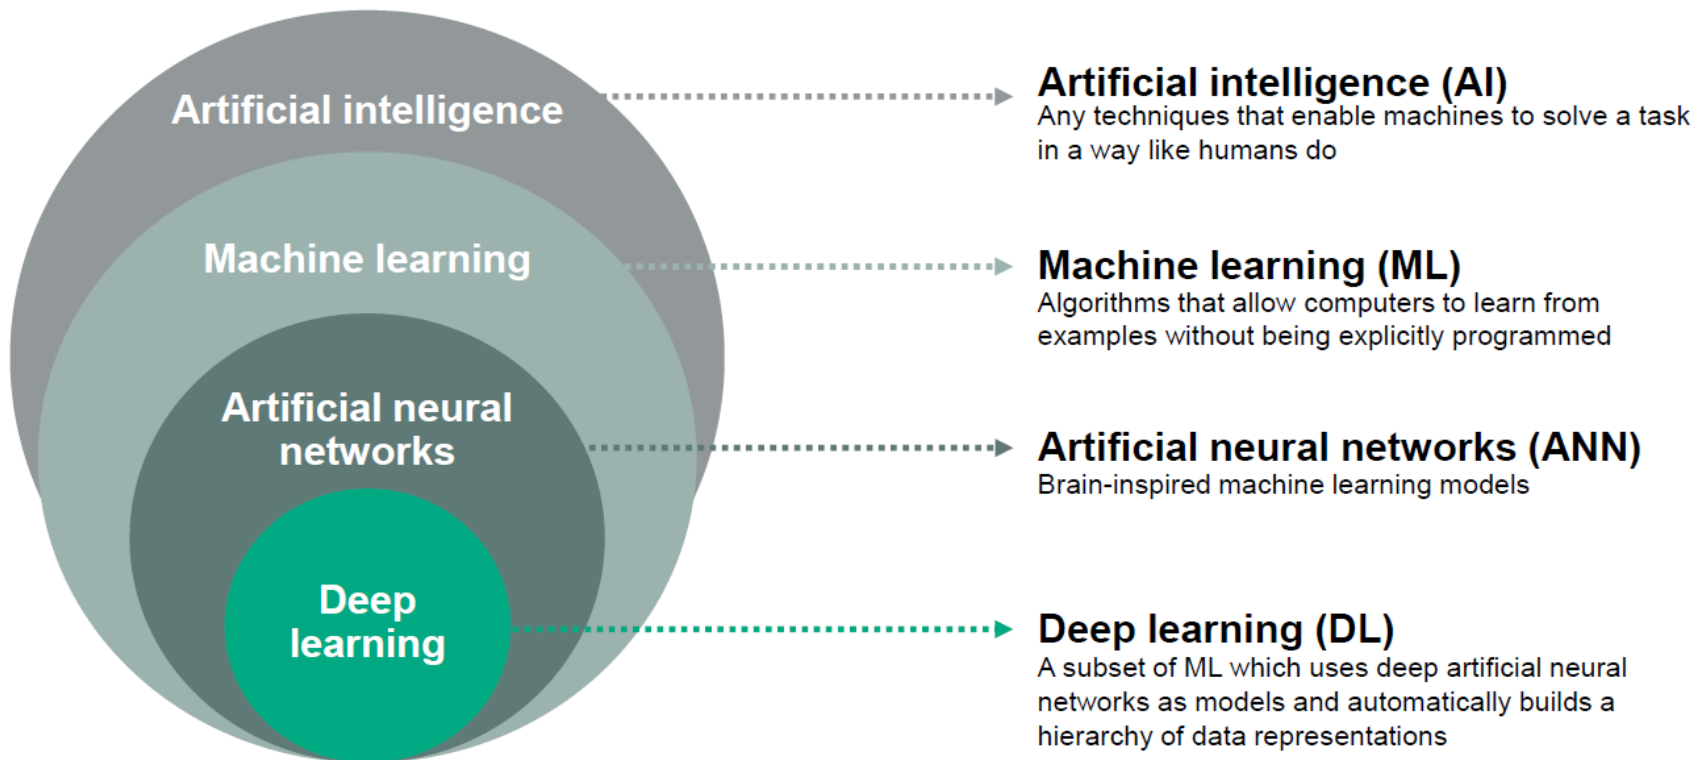 Artificial intelligence
Machine learning
Artificial neural
networks
Deep
learning
Artificial intelligence (AI)
Any techniques that enable machines to solve a task
in a way like humans do
Machine learning (ML)
Algorithms that allow computers to learn from
examples without being explicitly programmed
Artificial neural networks (ANN)
Brain-inspired machine learning models
Deep learning (DL)
A subset of ML which uses deep artificial neural
networks as models and automatically builds a
hierarchy of data representations